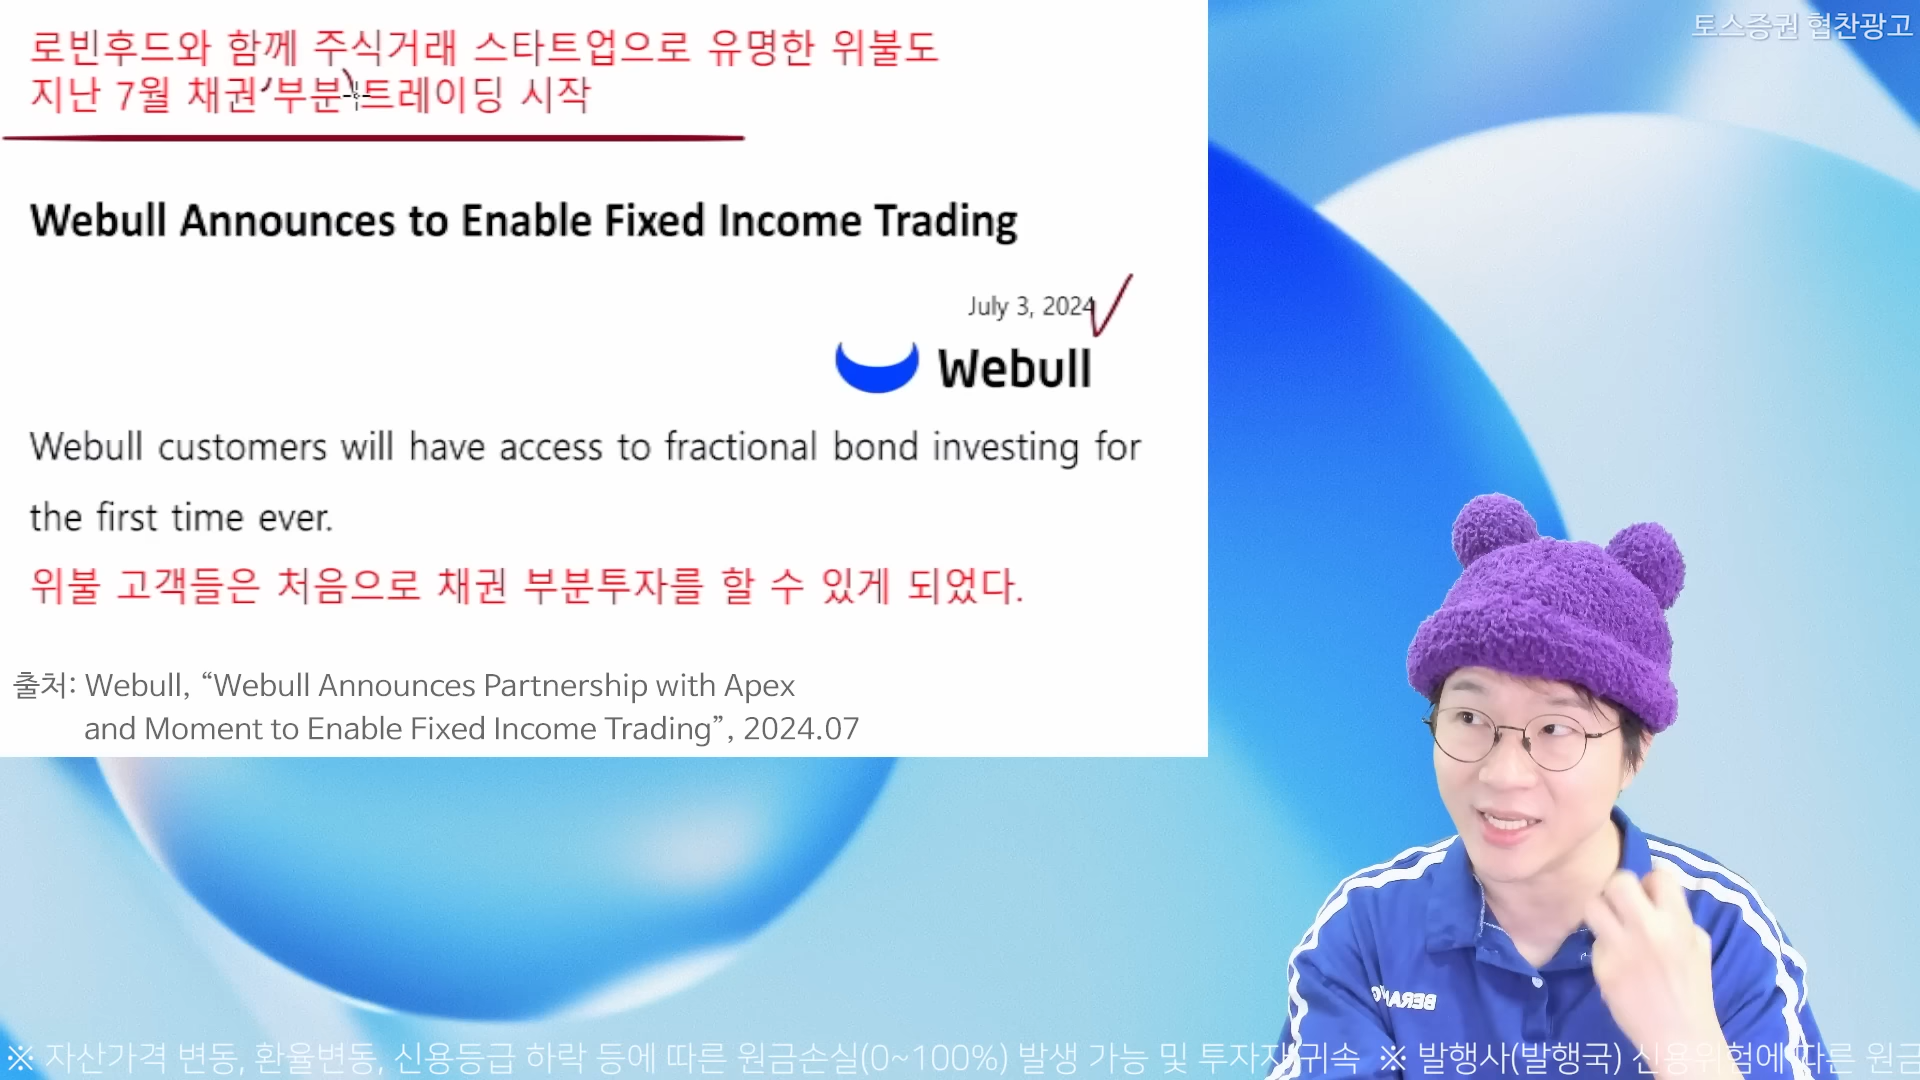 토스증권 협찬광고
로빈후드와 함께 주식거래 스타트업으로 유명한 위불도
지난 7월 채권 '부분' 트레이딩 시작
Webull Announces to Enable Fixed Income Trading
July 3, 2024
Webull
Webull customers will have access to fractional bond investing for
the first time ever.
위불 고객들은 처음으로 채권 부분투자를 할 수 있게 되었다.
출처: Webull, “Webull Announces Partnership with Apex
and Moment to Enable Fixed Income Trading”, 2024.07
※ 자산가격 변동, 환율변동, 신용등급 하락 등에 따른 원금손실(0~100%) 발생 가능 및 투자자 귀속 ※ 발행사(발행국) 신용위험에 따른 원금